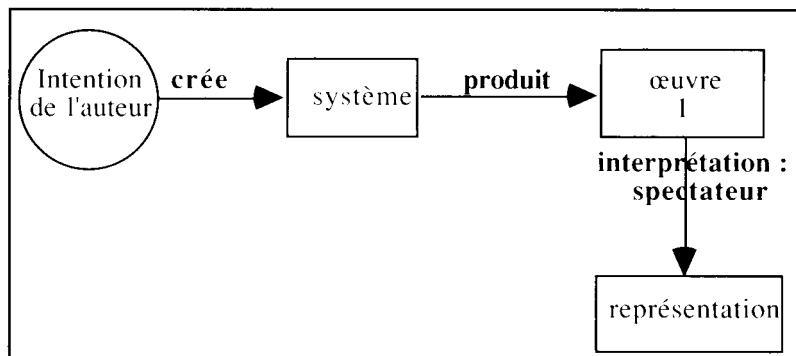 Intention
de l'auteur
crée
système
produit
œuvre
1
interprétation :
spectateur
représentation